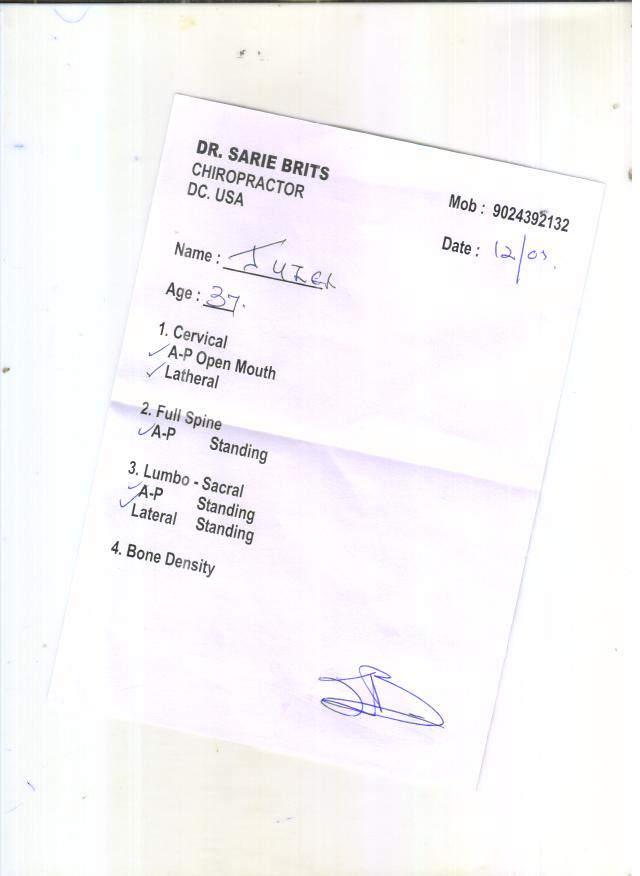 DR. SARIE BRITS
CHIROPRACTOR
DC. USA
Mob : 9024392132
Date : 12/03.
Name :
Age : 37.
1. Cervical
✓A-P Open Mouth
✓Latheral
2. Full Spine
✓A-P Standing
3. Lumbo - Sacral
✓A-P Standing
✓Lateral Standing
4. Bone Density